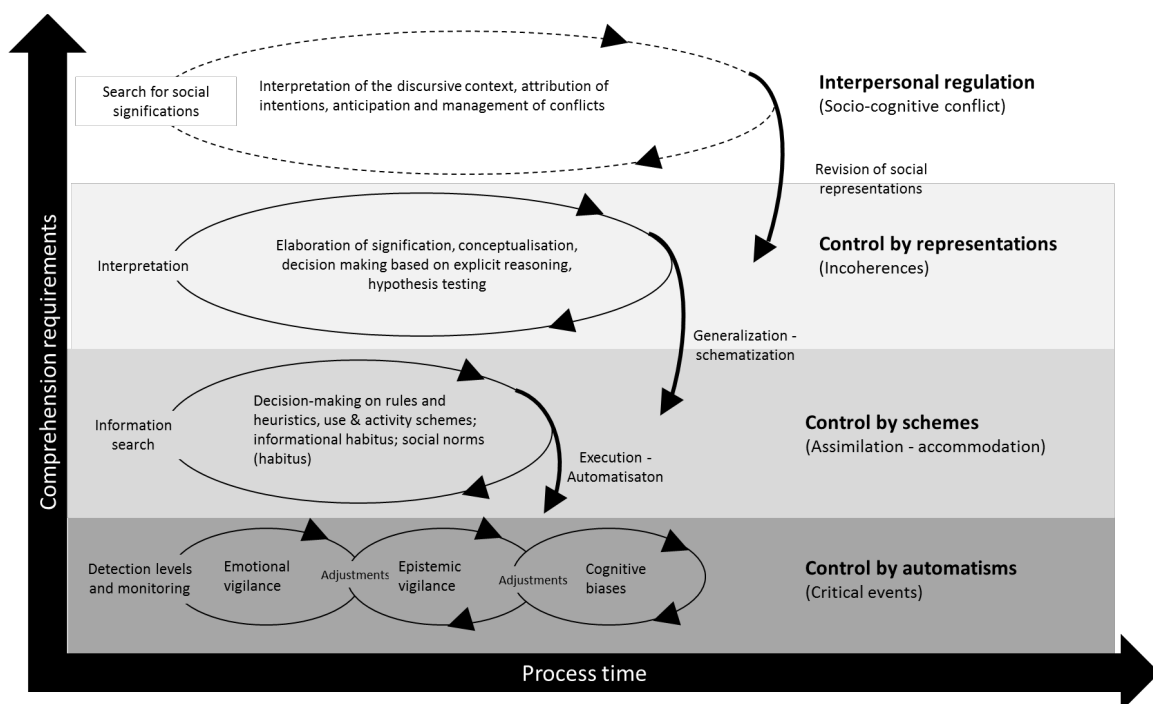 Comprehension requirements
Search for social
significations
Interpretation of the discursive context, attribution of
intentions, anticipation and management of conflicts
Interpersonal regulation
(Socio-cognitive conflict)
Revision of social
representations
Interpretation
Elaboration of signification, conceptualisation,
decision making based on explicit reasoning,
hypothesis testing
Control by representations
(Incoherences)
Generalization -
schematization
Information
search
Decision-making on rules and
heuristics, use & activity schemes;
informational habitus; social norms
(habitus)
Control by schemes
(Assimilation - accommodation)
Execution -
Automatisaton
Detection levels
and monitoring
Emotional
vigilance
Adjustments
Epistemic
vigilance
Adjustments
Cognitive
biases
Control by automatisms
(Critical events)
Process time